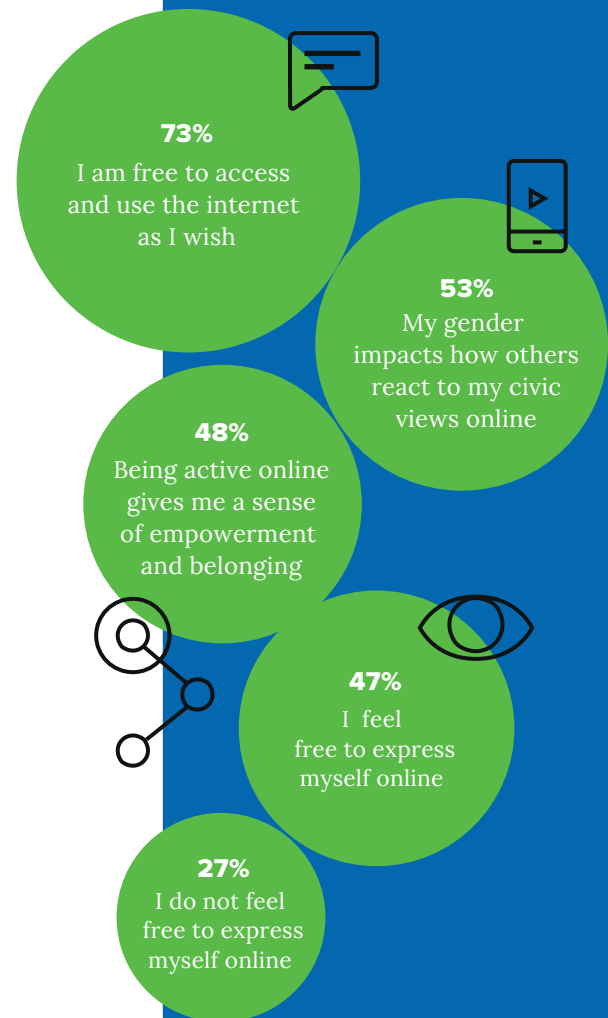 73%
I am free to access
and use the internet
as I wish
53%
My gender
impacts how others
react to my civic
views online
48%
Being active online
gives me a sense
of empowerment
and belonging
47%
I feel
free to express
myself online
27%
I do not feel
free to express
myself online